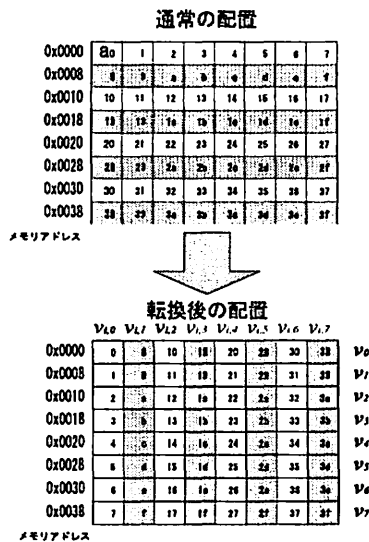 通常の配置
0x0000 a0 1 2 3 4 5 6 7
0x0008 8 9 a b c d e f
0x0010 10 11 12 13 14 15 16 17
0x0018 18 19 1a 1b 1c 1d 1e 1f
0x0020 20 21 22 23 24 25 26 27
0x0028 28 29 2a 2b 2c 2d 2e 2f
0x0030 30 31 32 33 34 35 36 37
0x0038 38 39 3a 3b 3c 3d 3e 3f
メモリアドレス
転換後の配置
Vi,0 Vi,1 Vi,2 Vi,3 Vi,4 Vi,5 Vi,6 Vi,7
0x0000 0 8 10 18 20 28 30 38 V0
0x0008 1 9 11 19 21 29 31 39 V1
0x0010 2 a 12 1a 22 2a 32 3a V2
0x0018 3 b 13 1b 23 2b 33 3b V3
0x0020 4 c 14 1c 24 2c 34 3c V4
0x0028 5 d 15 1d 25 2d 35 3d V5
0x0030 6 e 16 1e 26 2e 36 3e V6
0x0038 7 f 17 1f 27 2f 37 3f V7
メモリアドレス